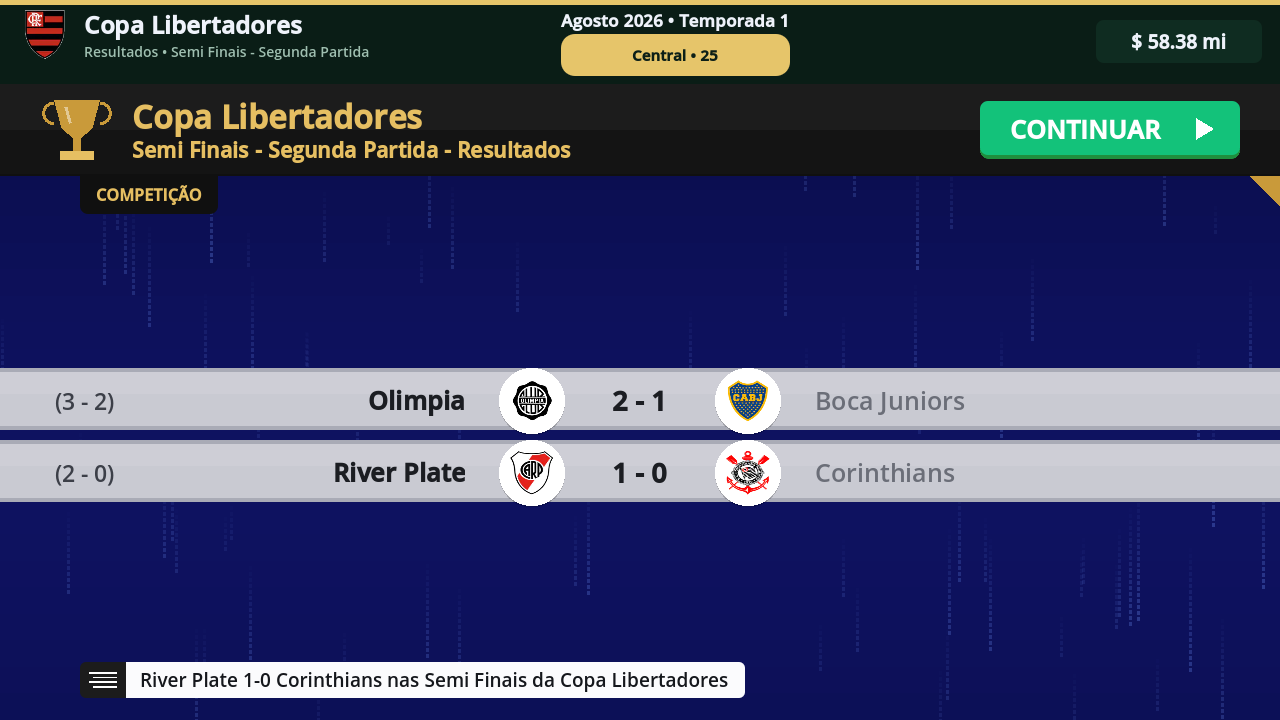 Copa Libertadores
Resultados • Semi Finais - Segunda Partida
Agosto 2026 • Temporada 1
Central • 25
$ 58.38 mi
Copa Libertadores
Semi Finais - Segunda Partida - Resultados
CONTINUAR
COMPETIÇÃO
(3 - 2) Olimpia 2 - 1 Boca Juniors
(2 - 0) River Plate 1 - 0 Corinthians
River Plate 1-0 Corinthians nas Semi Finais da Copa Libertadores